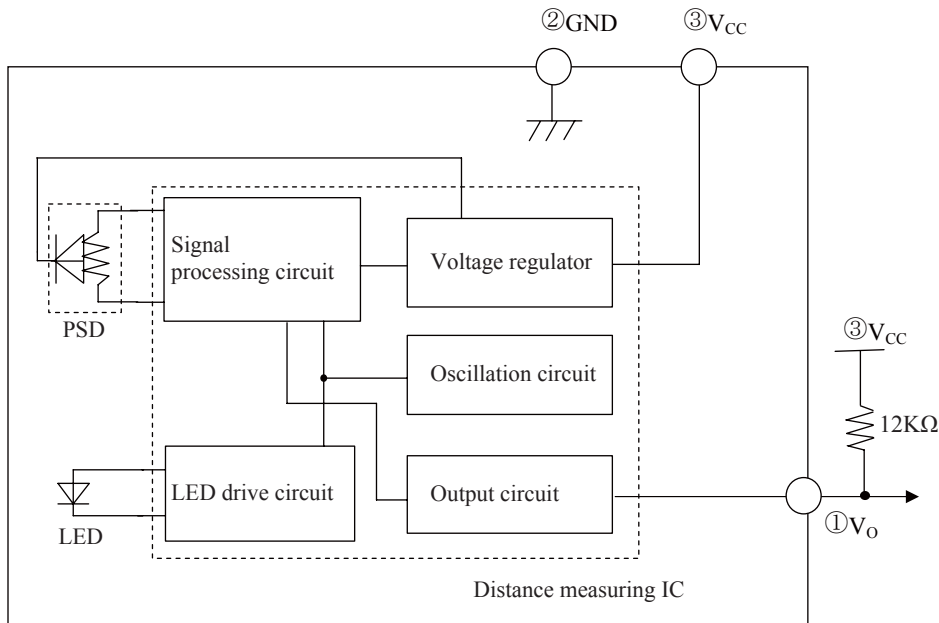 ②GND
③VCC
Signal
processing circuit
Voltage regulator
PSD
③VCC
Oscillation circuit
12KΩ
LED drive circuit
Output circuit
LED
①VO
Distance measuring IC